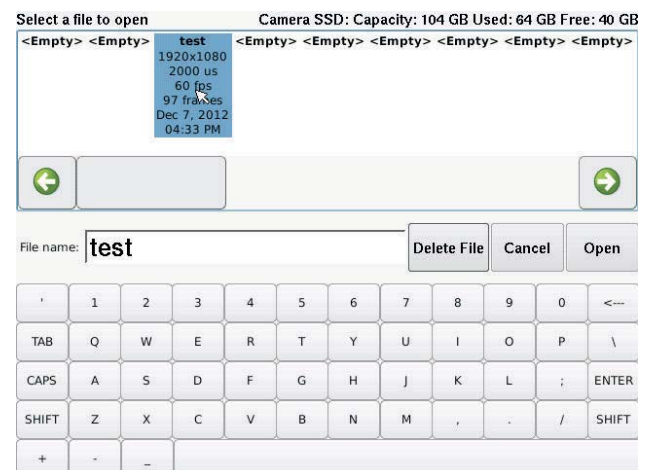 Select a file to open Camera SSD: Capacity: 104 GB Used: 64 GB Free: 40 GB
<Empty> <Empty> test <Empty> <Empty> <Empty> <Empty> <Empty> <Empty>
1920x1080
2000 us
60 fps
97 frames
Dec 7, 2012
04:33 PM
File name: test Delete File Cancel Open
' 1 2 3 4 5 6 7 8 9 0 <---
TAB Q W E R T Y U I O P \
CAPS A S D F G H J K L ; ENTER
SHIFT Z X C V B N M , . / SHIFT
+ - _